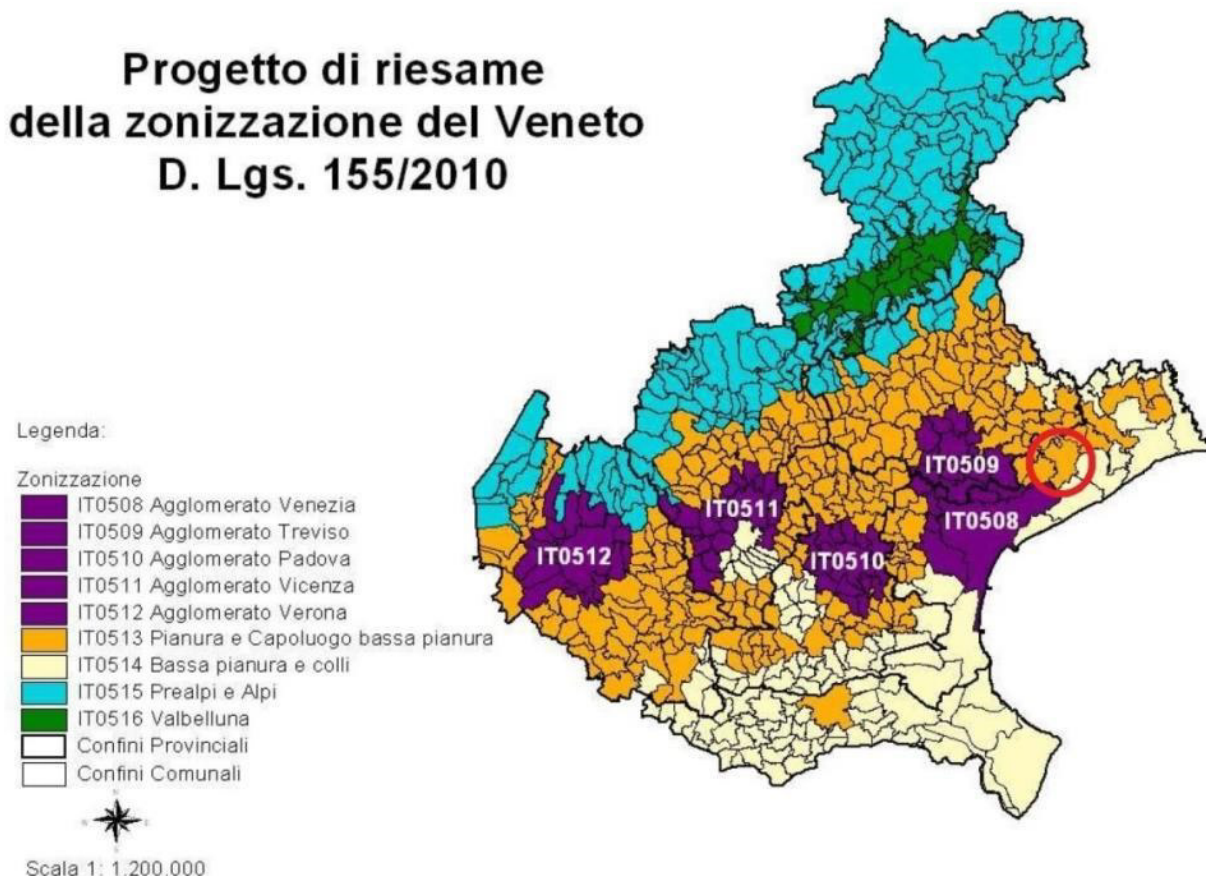 Progetto di riesame
della zonizzazione del Veneto
D. Lgs. 155/2010
Legenda:
Zonizzazione
IT0508 Agglomerato Venezia
IT0509 Agglomerato Treviso
IT0510 Agglomerato Padova
IT0511 Agglomerato Vicenza
IT0512 Agglomerato Verona
IT0513 Pianura e Capoluogo bassa pianura
IT0514 Bassa pianura e colli
IT0515 Prealpi e Alpi
IT0516 Valbelluna
Confini Provinciali
Confini Comunali
Scala 1: 1.200.000
IT0509
IT0511
IT0508
IT0512
IT0510